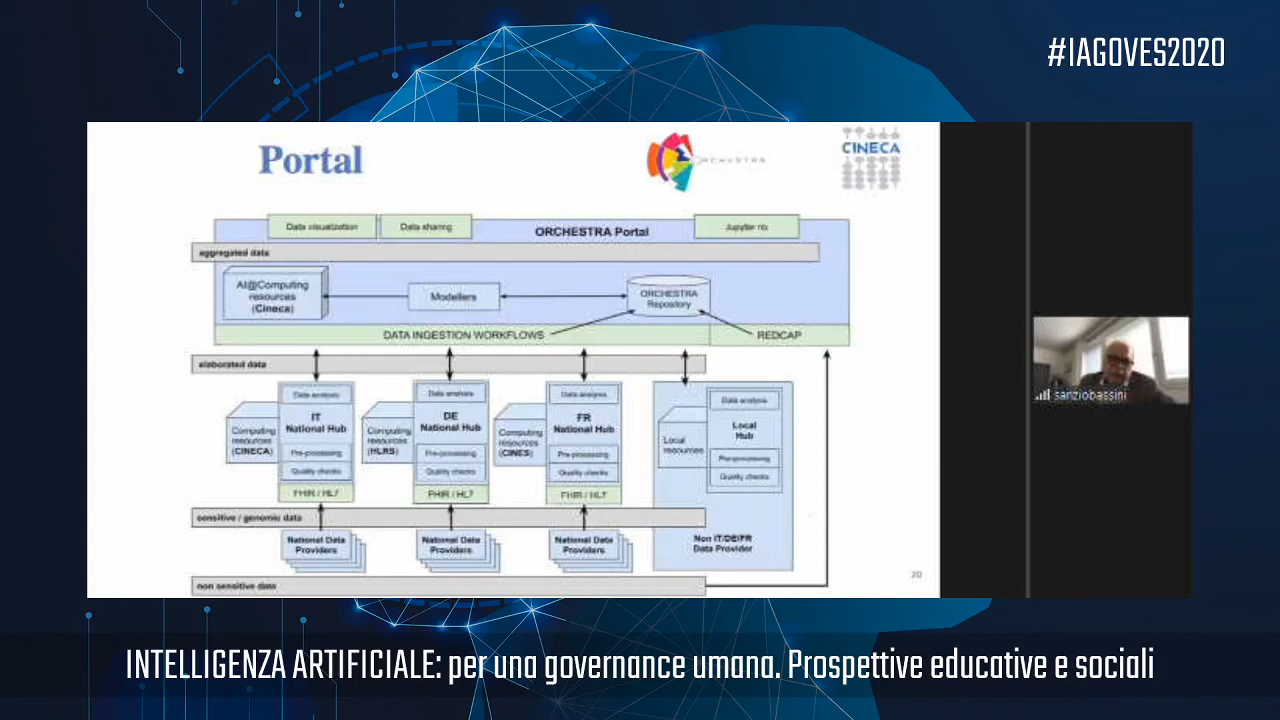 #IAGOVES2020
Portal
ORCHESTRA
CINECA
Data visualization
Data sharing
ORCHESTRA Portal
Jupyter nb
aggregated data
AI@Computing
resources
(Cineca)
Modellers
ORCHESTRA
Repository
DATA INGESTION WORKFLOWS
REDCAP
elaborated data
Data analysis
IT
National Hub
Pre-processing
Quality checks
FHIR / HL7
Computing
resources
(CINECA)
Data analysis
DE
National Hub
Pre-processing
Quality checks
FHIR / HL7
Computing
resources
(HLRS)
Data analysis
FR
National Hub
Pre-processing
Quality checks
FHIR / HL7
Computing
resources
(CINES)
Data analysis
Local
Hub
Pre-processing
Quality checks
Local
resources
sanziobassini
sensitive / genomic data
National Data
Providers
National Data
Providers
National Data
Providers
Non IT/DE/FR
Data Provider
non sensitive data
20
INTELLIGENZA ARTIFICIALE: per una governance umana. Prospettive educative e sociali